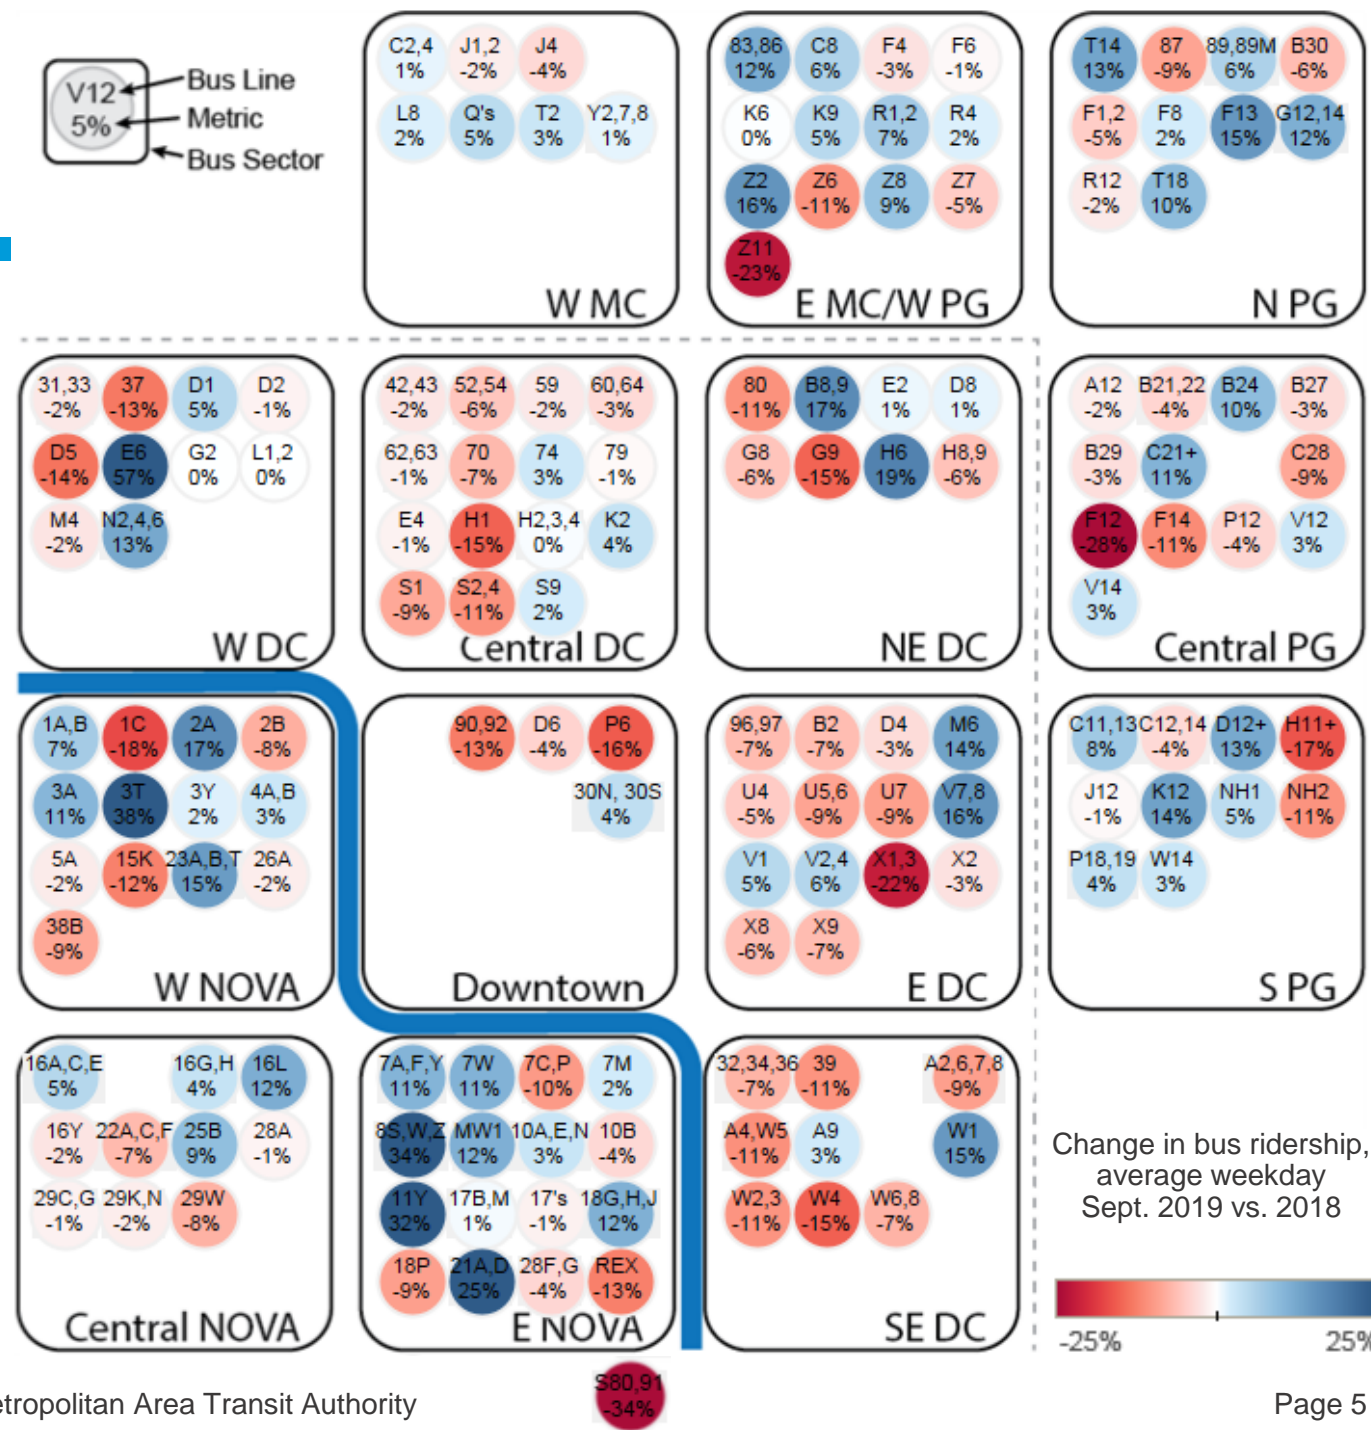 V12
5%
Bus Line
Metric
Bus Sector
C2,4 J1,2 J4
1% -2% -4%
L8 Q's T2 Y2,7,8
2% 5% 3% 1%
W MC
83,86 C8 F4 F6
12% 6% -3% -1%
K6 K9 R1,2 R4
0% 5% 7% 2%
Z2 Z6 Z8 Z7
16% -11% 9% -5%
Z11
-23%
E MC/W PG
T14 87 89,89M B30
13% -9% 6% -6%
F1,2 F8 F13 G12,14
-5% 2% 15% 12%
R12 T18
-2% 10%
N PG
31,33 37 D1 D2
-2% -13% 5% -1%
D5 E6 G2 L1,2
-14% 57% 0% 0%
M4 N2,4,6
-2% 13%
W DC
42,43 52,54 59 60,64
-2% -6% -2% -3%
62,63 70 74 79
-1% -7% 3% -1%
E4 H1 H2,3,4 K2
-1% -15% 0% 4%
S1 S2,4 S9
-9% -11% 2%
Central DC
80 B8,9 E2 D8
-11% 17% 1% 1%
G8 G9 H6 H8,9
-6% -15% 19% -6%
NE DC
A12 B21,22 B24 B27
-2% -4% 10% -3%
B29 C21+ C28
-3% 11% -9%
F12 F14 P12 V12
-28% -11% -4% 3%
V14
3%
Central PG
1A,B 1C 2A 2B
7% -18% 17% -8%
3A 3T 3Y 4A,B
11% 38% 2% 3%
5A 15K 23A,B,T 26A
-2% -12% 15% -2%
38B
-9%
W NOVA
90,92 D6 P6
-13% -4% -16%
30N, 30S
4%
Downtown
96,97 B2 D4 M6
-7% -7% -3% 14%
U4 U5,6 U7 V7,8
-5% -9% -9% 16%
V1 V2,4 X1,3 X2
5% 6% -22% -3%
X8 X9
-6% -7%
E DC
C11,13 C12,14 D12+ H11+
8% -4% 13% -17%
J12 K12 NH1 NH2
-1% 14% 5% -11%
P18,19 W14
4% 3%
S PG
16A,C,E 16G,H 16L
5% 4% 12%
16Y 22A,C,F 25B 28A
-2% -7% 9% -1%
29C,G 29K,N 29W
-1% -2% -8%
Central NOVA
7A,F,Y 7W 7C,P 7M
11% 11% -10% 2%
8S,W,Z MW1 10A,E,N 10B
34% 12% 3% -4%
11Y 17B,M 17's 18G,H,J
32% 1% -1% 12%
18P 21A,D 28F,G REX
-9% 25% -4% -13%
E NOVA
32,34,36 39 A2,6,7,8
-7% -11% -9%
A4,W5 A9 W1
-11% 3% 15%
W2,3 W4 W6,8
-11% -15% -7%
SE DC
Change in bus ridership,
average weekday
Sept. 2019 vs. 2018
-25% 25%
S80,91
-34%
etropolitan Area Transit Authority
Page 5